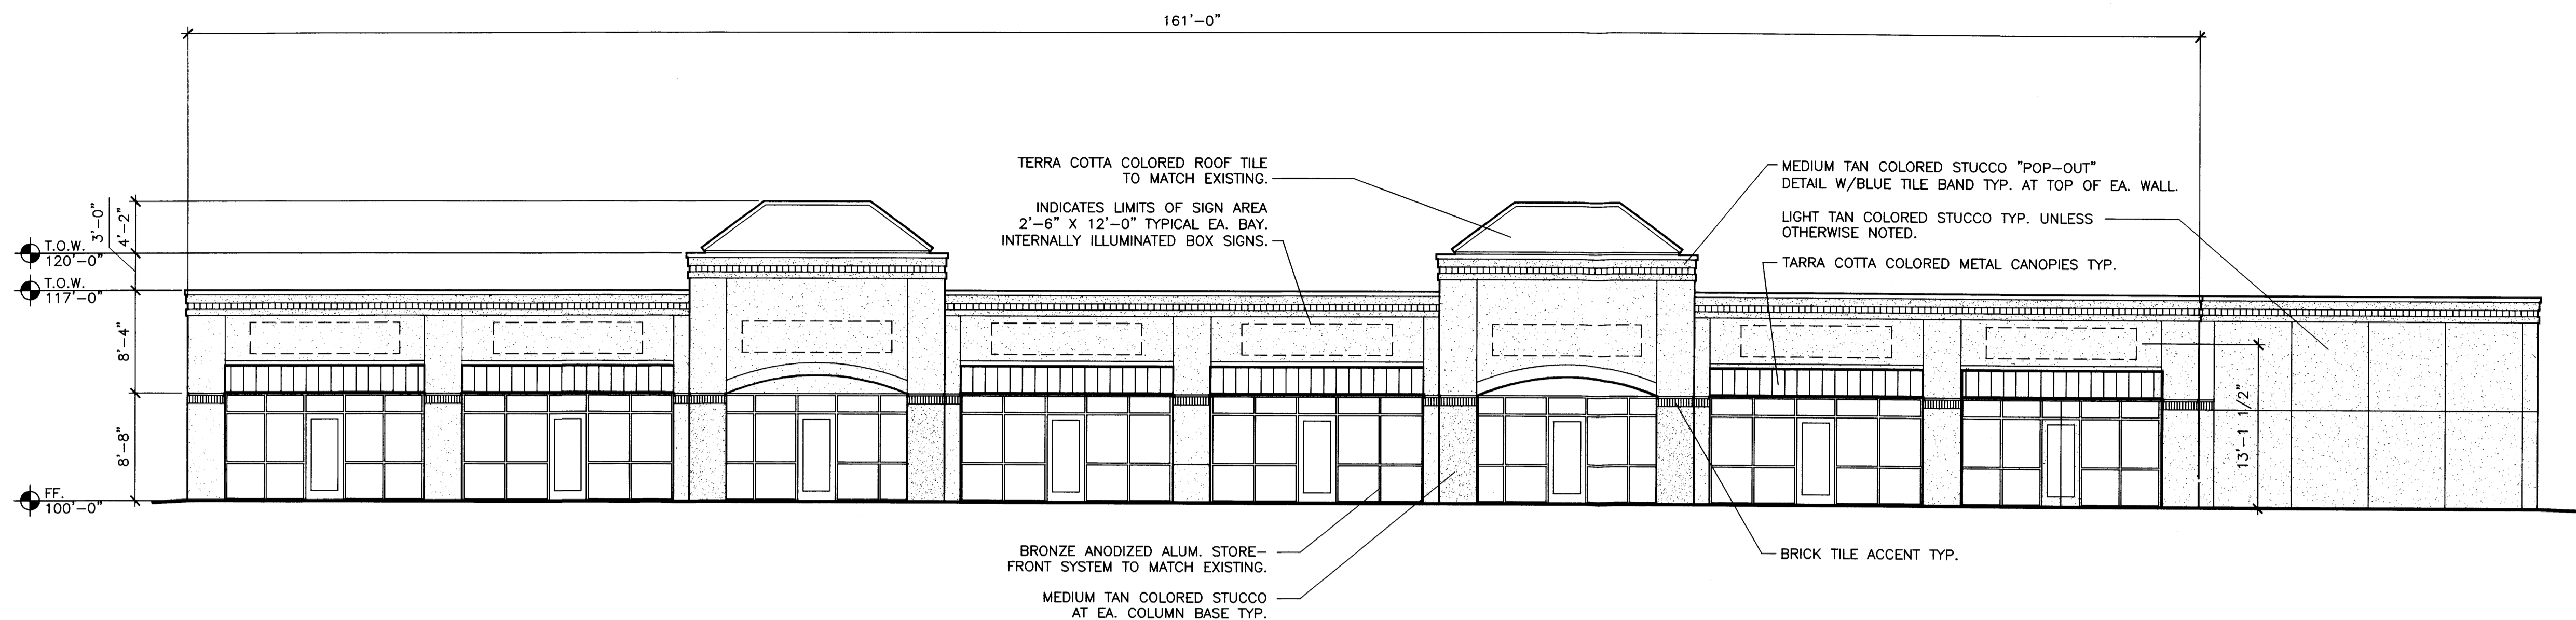 161'-0"
TERRA COTTA COLORED ROOF TILE
TO MATCH EXISTING.
INDICATES LIMITS OF SIGN AREA
2'-6" X 12'-0" TYPICAL EA. BAY.
INTERNALLY ILLUMINATED BOX SIGNS.
MEDIUM TAN COLORED STUCCO "POP-OUT"
DETAIL W/BLUE TILE BAND TYP. AT TOP OF EA. WALL.
LIGHT TAN COLORED STUCCO TYP. UNLESS
OTHERWISE NOTED.
TARRA COTTA COLORED METAL CANOPIES TYP.
3'-0"
4'-2"
T.O.W.
120'-0"
T.O.W.
117'-0"
8'-4"
8'-8"
FF.
100'-0"
13'-1 1/2"
BRONZE ANODIZED ALUM. STORE-
FRONT SYSTEM TO MATCH EXISTING.
MEDIUM TAN COLORED STUCCO
AT EA. COLUMN BASE TYP.
BRICK TILE ACCENT TYP.